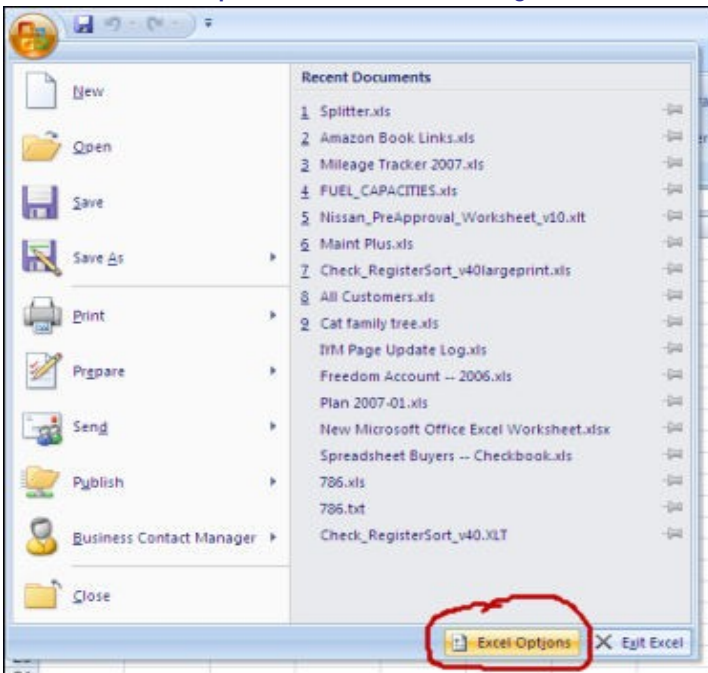 New
Open
Save
Save As
Print
Prepare
Send
Publish
Business Contact Manager
Close
Recent Documents
1 Splitter.xls
2 Amazon Book Links.xls
3 Mileage Tracker 2007.xls
4 FUEL_CAPACITIES.xls
5 Nissan_PreApproval_Worksheet_v10.xlt
6 Maint Plus.xls
7 Check_RegisterSort_v40largeprint.xls
8 All Customers.xls
9 Cat family tree.xls
IYM Page Update Log.xls
Freedom Account -- 2006.xls
Plan 2007-01.xls
New Microsoft Office Excel Worksheet.xlsx
Spreadsheet Buyers -- Checkbook.xls
786.xls
786.txt
Check_RegisterSort_v40.XLT
Excel Options
Exit Excel